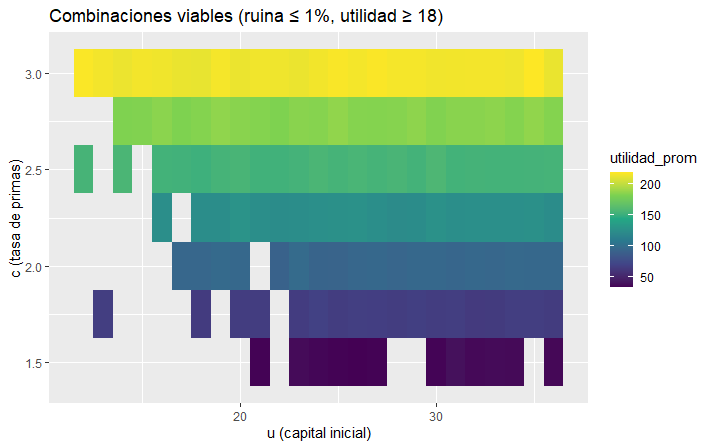 Combinaciones viables (ruina ≤ 1%, utilidad ≥ 18)
c (tasa de primas)
3.0
2.5
2.0
1.5
20
30
u (capital inicial)
utilidad_prom
200
150
100
50